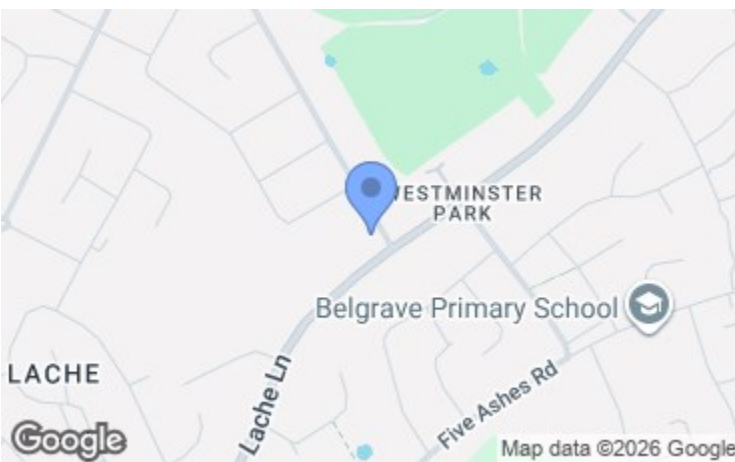 WESTMINSTER
PARK
Belgrave Primary School
LACHE
Lache Ln
Five Ashes Rd
Google
Map data ©2026 Google